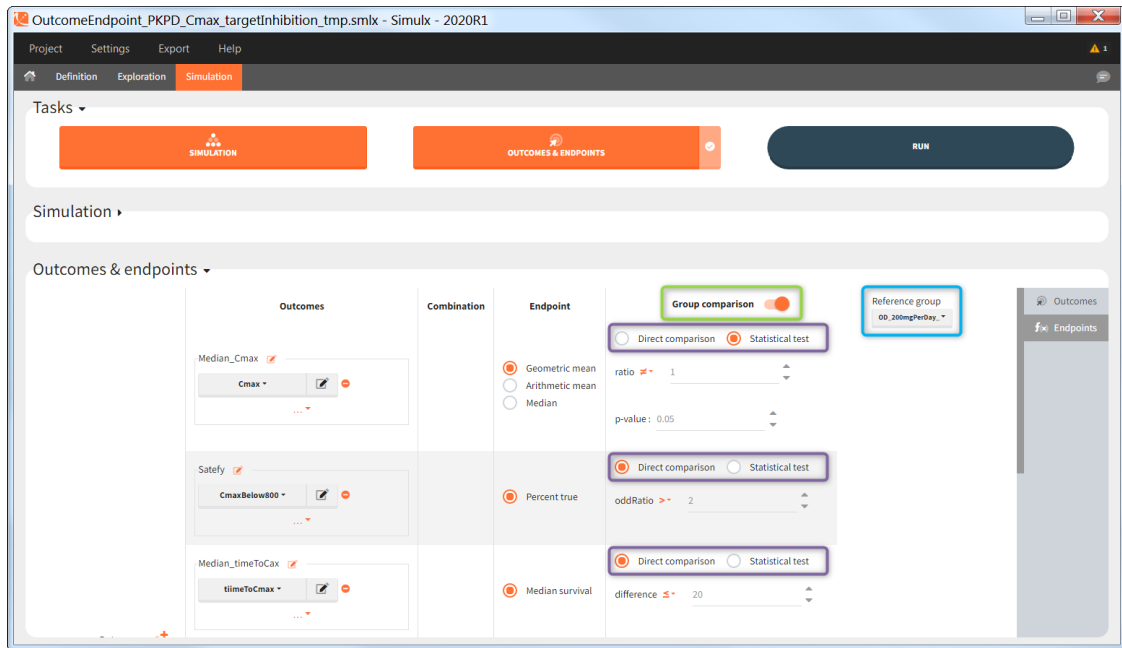 OutcomeEndpoint_PKPD_Cmax_targetInhibition_tmp.smlx - Simulx - 2020R1
Project Settings Export Help 1
Definition Exploration Simulation
Tasks
SIMULATION OUTCOMES & ENDPOINTS RUN
Simulation
Outcomes & endpoints
Outcomes Combination Endpoint Group comparison Reference group Outcomes
OD_200mgPerDay_
f(x) Endpoints
Direct comparison Statistical test
Median_Cmax
Geometric mean
ratio ≠ 1
Cmax
Arithmetic mean
...
Median
p-value : 0.05
Satefy
Direct comparison Statistical test
CmaxBelow800
Percent true
oddRatio > 2
...
Median_timeToCax
Direct comparison Statistical test
tiimeToCmax
Median survival
difference ≤ 20
...